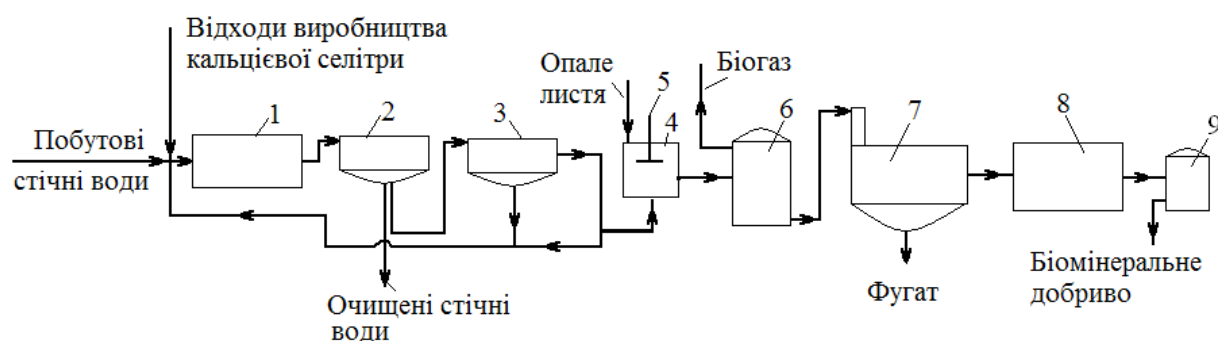 Відходи виробництва
кальцієвої селітри
Побутові
стічні води
1
2
3
Опале
листя
5
4
Біогаз
6
7
8
9
Очищені стічні
води
Фугат
Біомінеральне
добриво